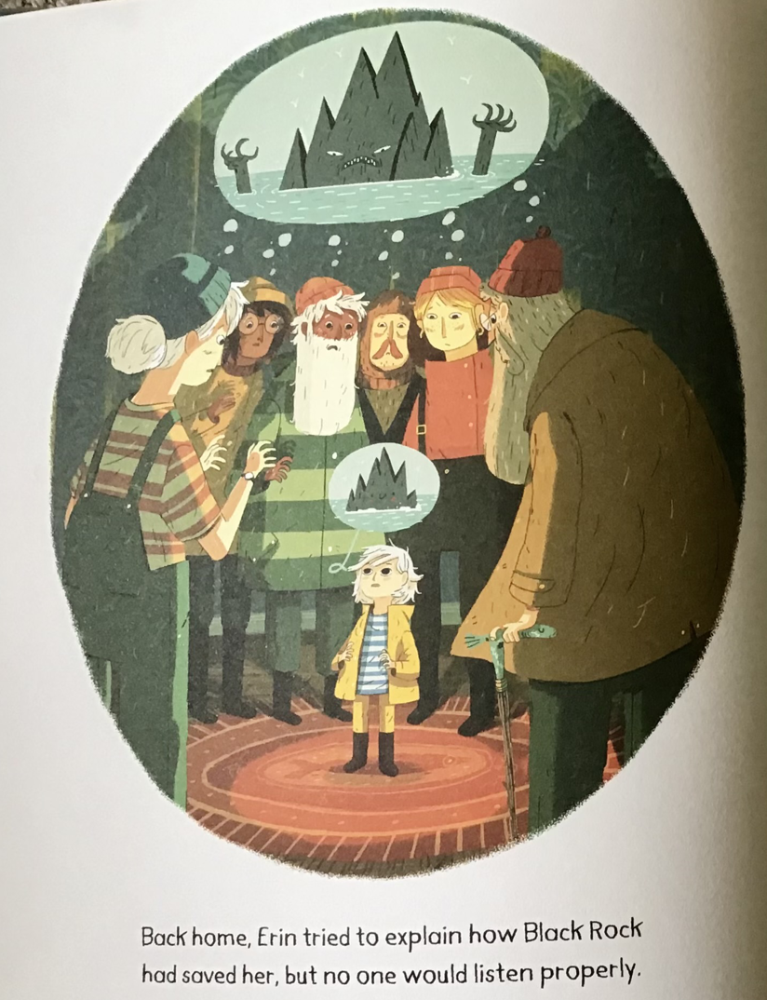 Back home, Erin tried to explain how Black Rock
had saved her, but no one would listen properly.